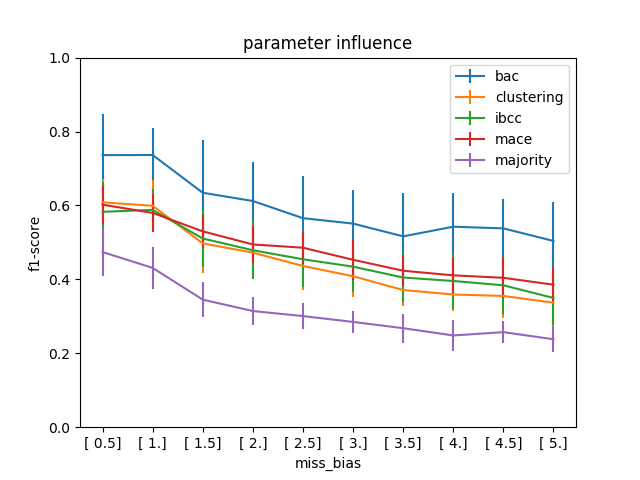 parameter influence
1.0
0.8
0.6
0.4
0.2
0.0
f1-score
bac
clustering
ibcc
mace
majority
[ 0.5] [ 1.] [ 1.5] [ 2.] [ 2.5] [ 3.] [ 3.5] [ 4.] [ 4.5] [ 5.]
miss_bias